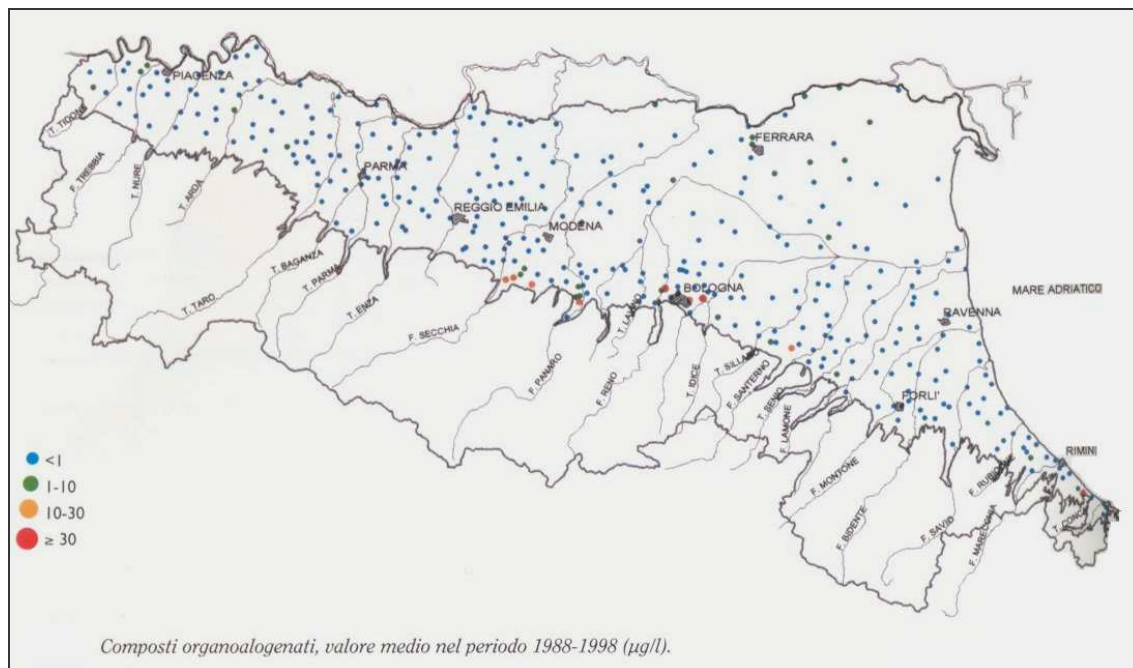 PIAGENZA
T. TIDONE
F. TREBBIA
T. NURE
T. ARDA
PARMA
FERRARA
REGGIO EMILIA
MODENA
T. BAGANZA
T. PARMA
T. TARO
T. ENZA
F. SECCHIA
F. PANARO
T. LAVINO
BOLOGNA
F. RENO
T. IDICE
T. SILLARO
F. SANTERNO
T. SENIO
F. LAMONE
MARE ADRIATICO
RAVENNA
FORLI'
F. MONTONE
F. BIDENTE
F. SAVIO
F. RUBICONE
F. MARECCHIA
RIMINI
T. CONCA
<1
1-10
10-30
≥ 30
Composti organoalogenati, valore medio nel periodo 1988-1998 (µg/l).